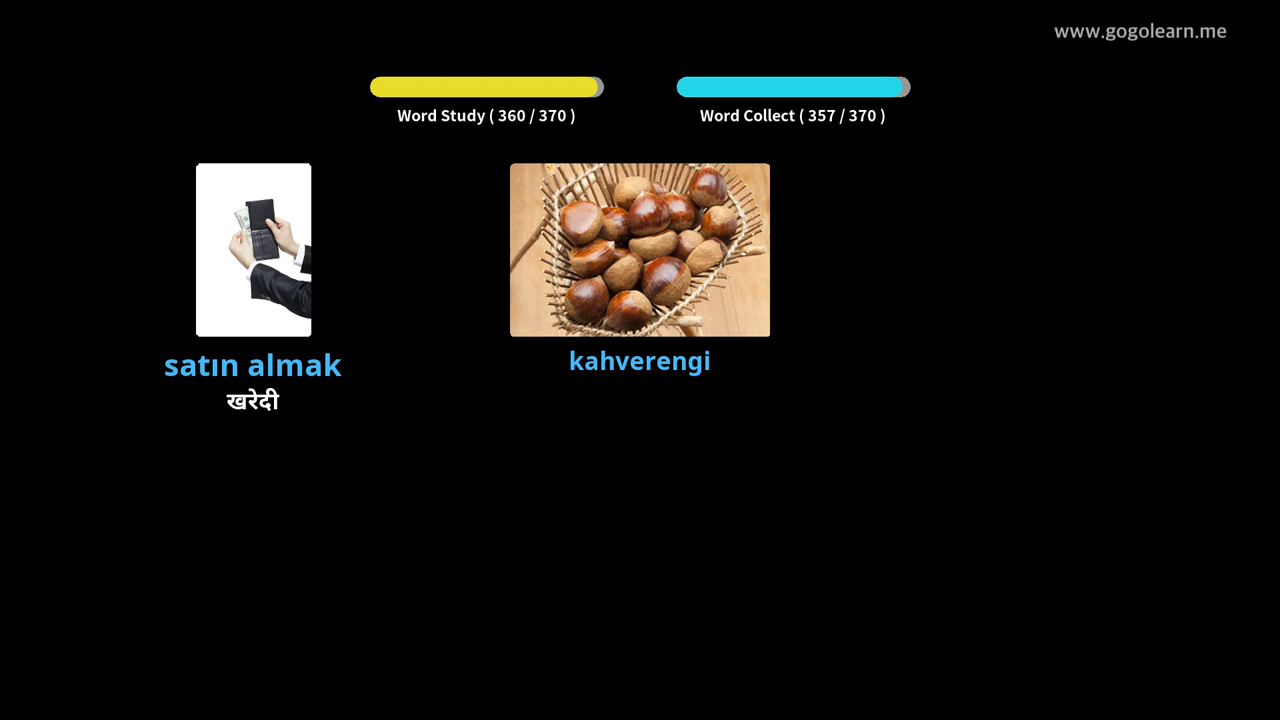 www.gogolearn.me
Word Study ( 360 / 370 )
Word Collect ( 357 / 370 )
satın almak
खरेदी
kahverengi